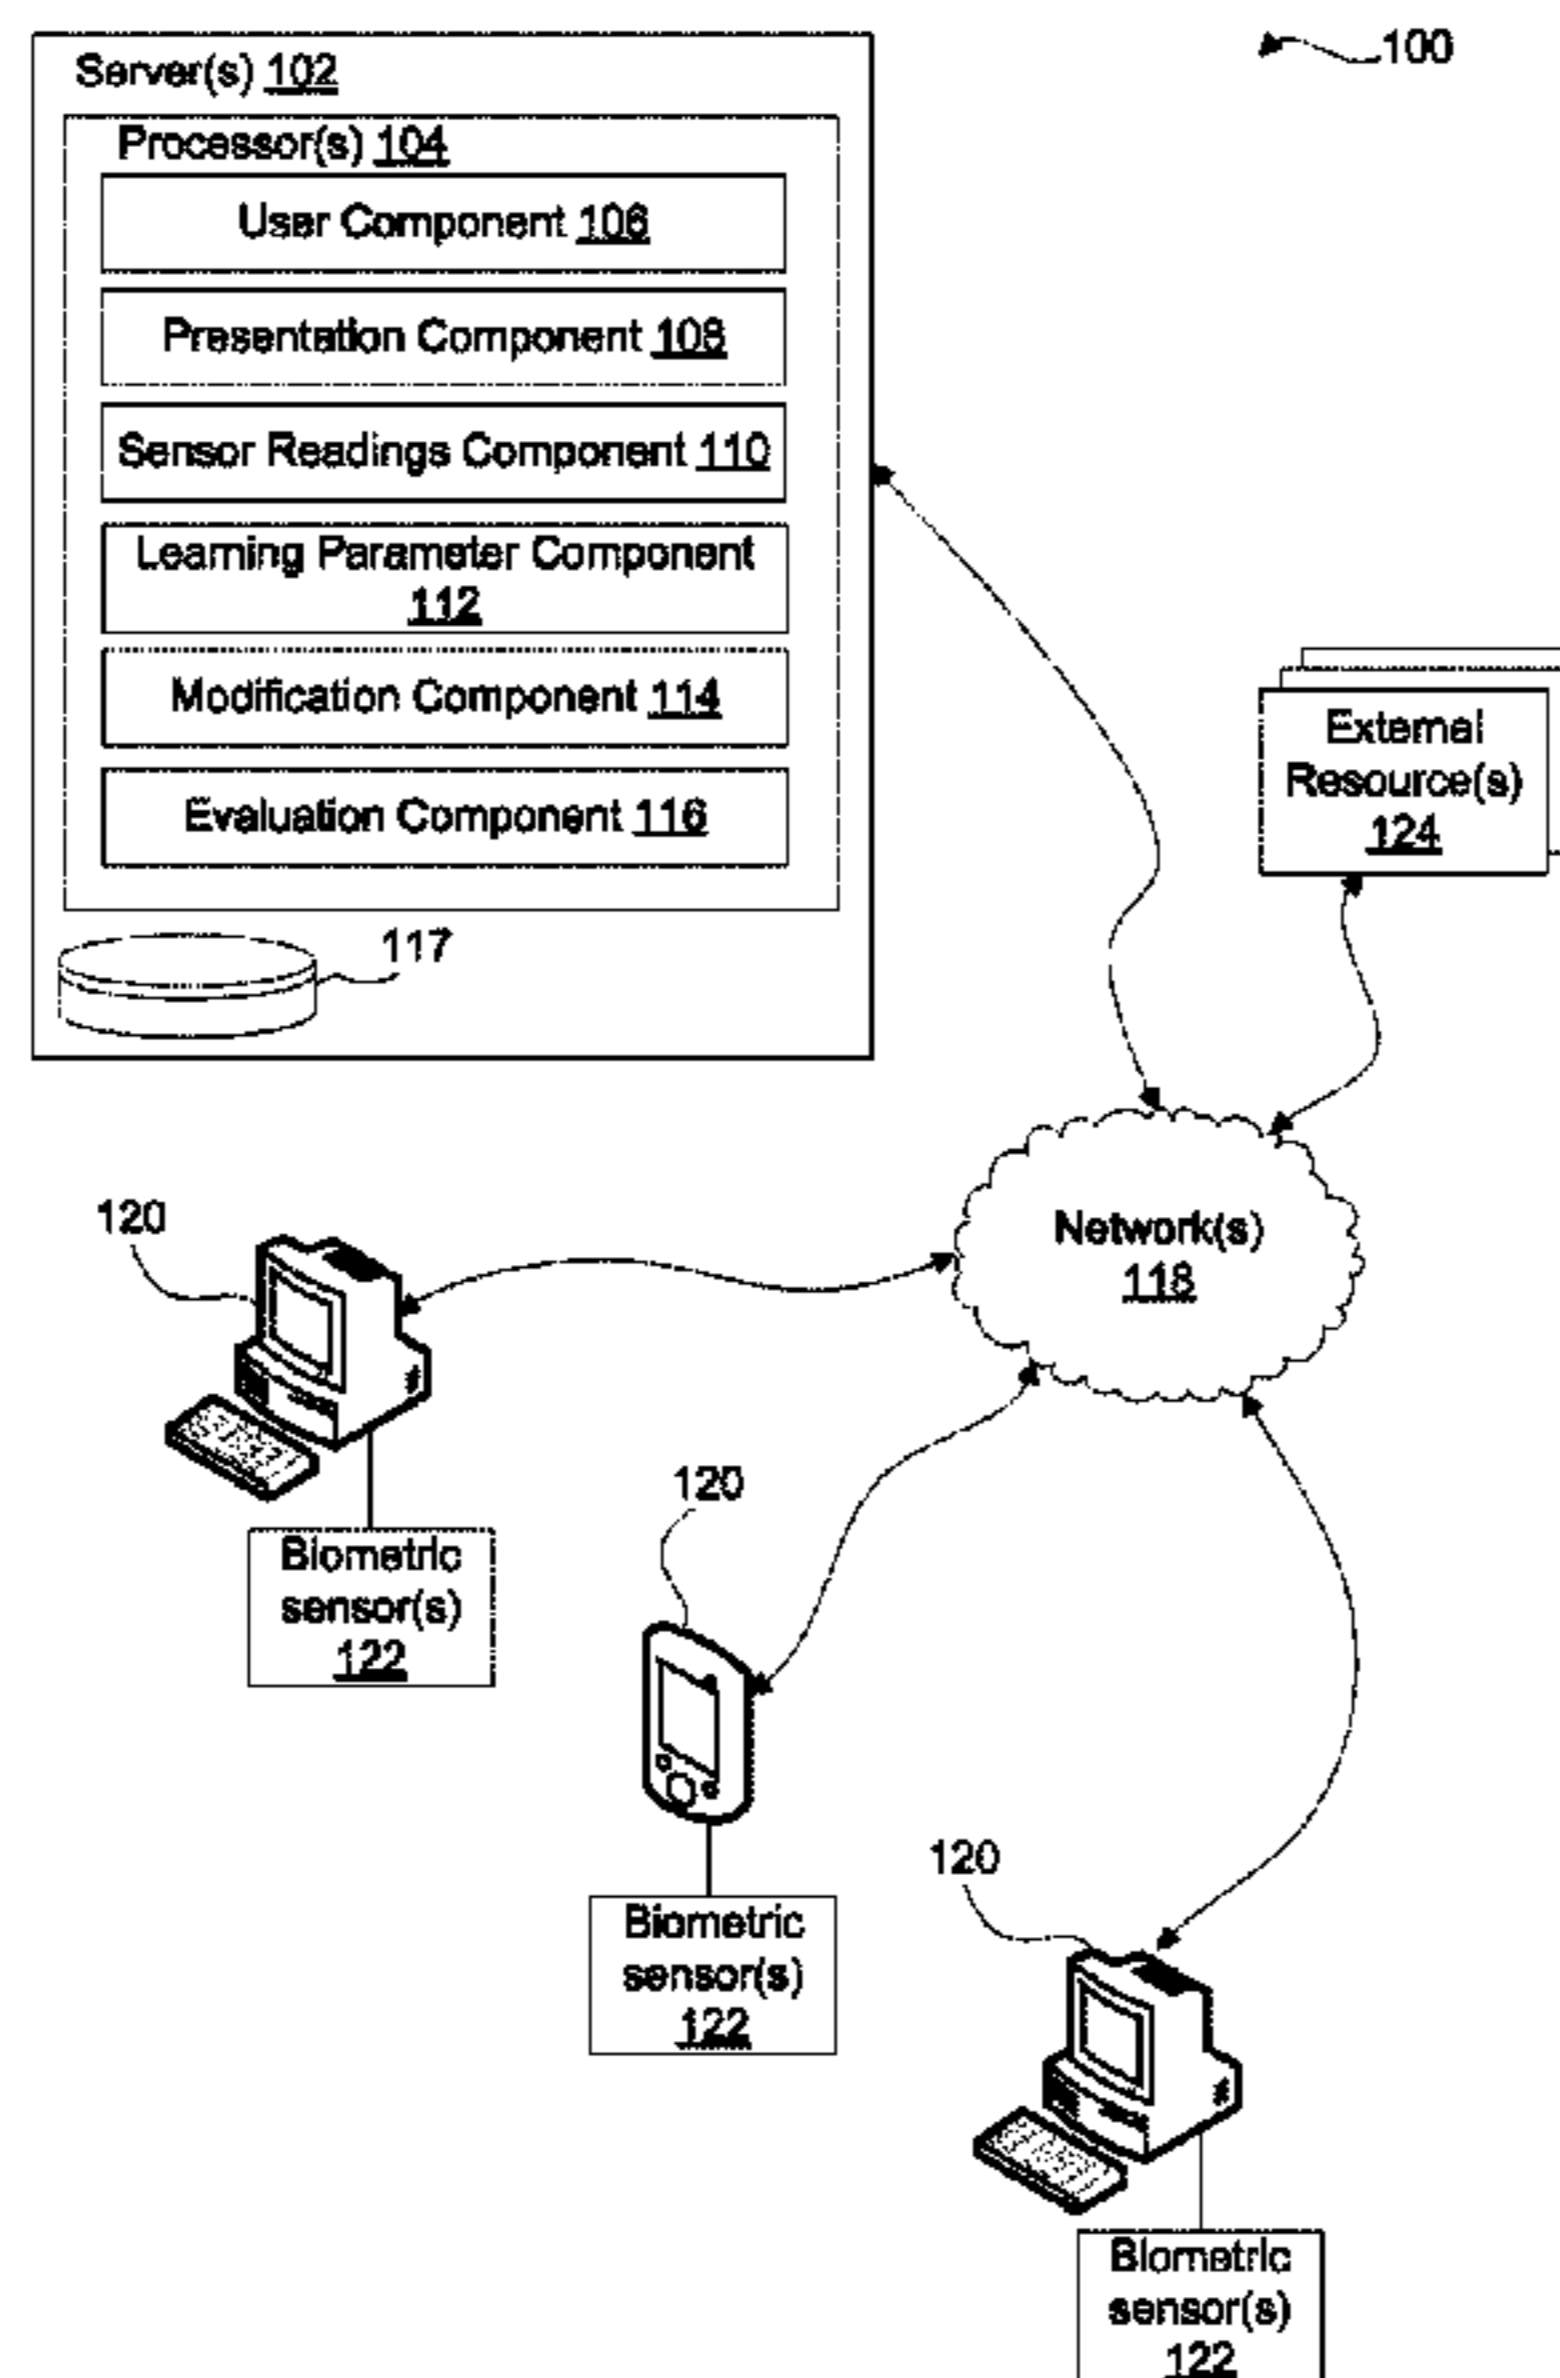 100
Server(s) 102
Processor(s) 104
User Component 106
Presentation Component 108
Sensor Readings Component 110
Learning Parameter Component
112
Modification Component 114
Evaluation Component 116
117
External
Resource(s)
124
Network(s)
118
120
Biometric
sensor(s)
122
120
Biometric
sensor(s)
122
120
Biometric
sensor(s)
122